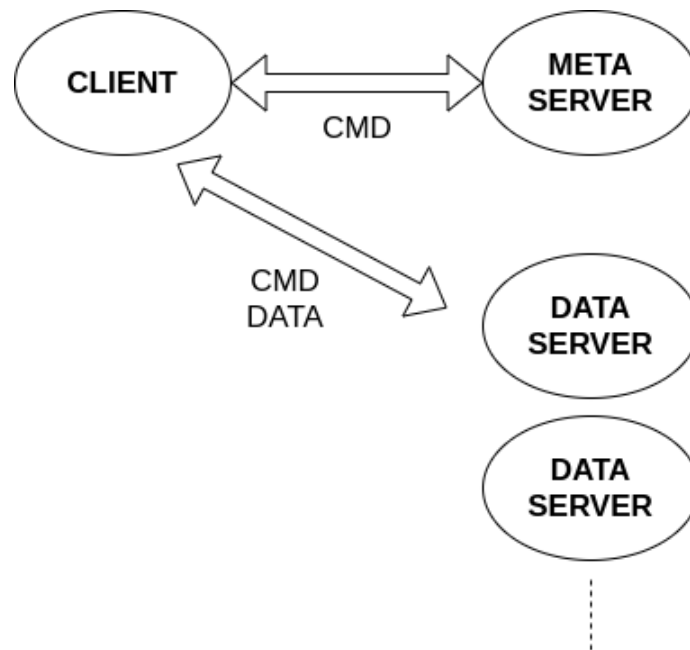 CLIENT
META
SERVER
CMD
CMD
DATA
DATA
SERVER
DATA
SERVER